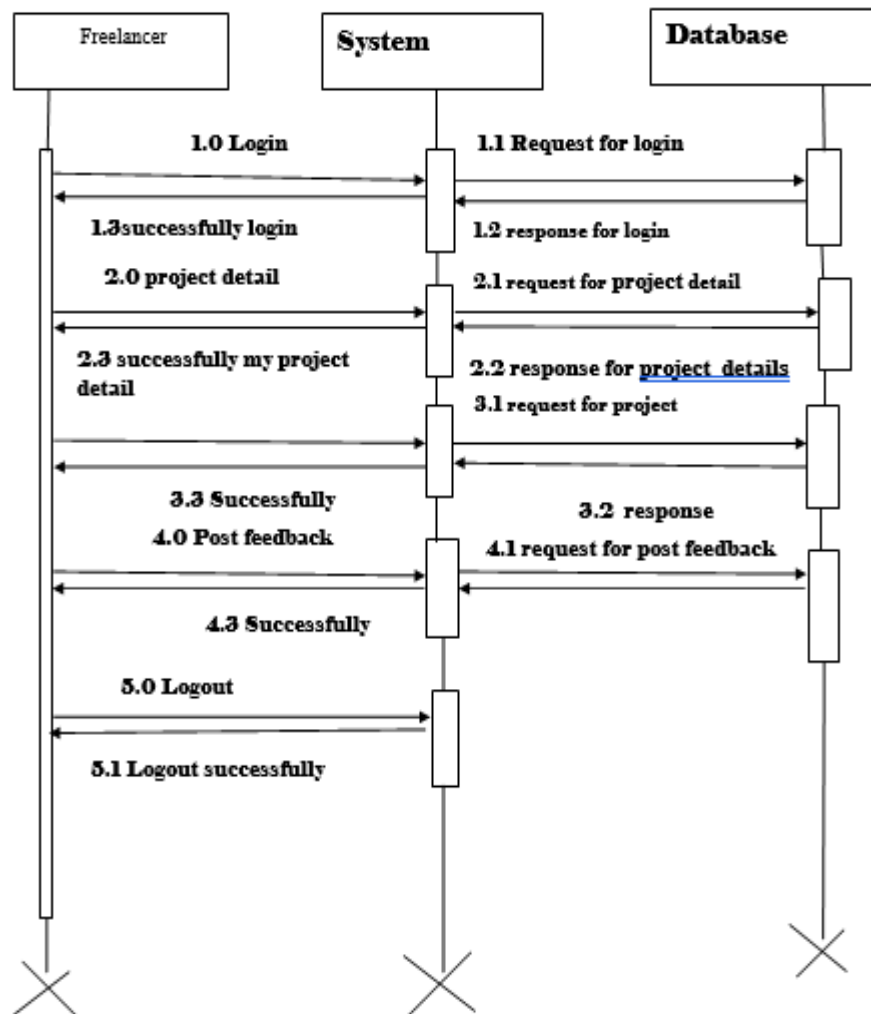 Freelancer
System
Database
1.0 Login
1.1 Request for login
1.3successfully login
1.2 response for login
2.0 project detail
2.1 request for project detail
2.3 successfully my project
detail
2.2 response for project details
3.1 request for project
3.3 Successfully
3.2 response
4.0 Post feedback
4.1 request for post feedback
4.3 Successfully
5.0 Logout
5.1 Logout successfully